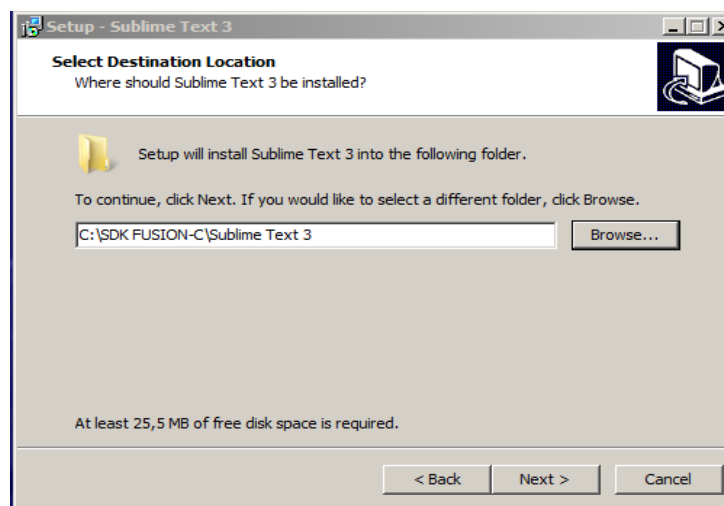 Setup - Sublime Text 3
Select Destination Location
Where should Sublime Text 3 be installed?
Setup will install Sublime Text 3 into the following folder.
To continue, click Next. If you would like to select a different folder, click Browse.
C:\SDK FUSION-C\Sublime Text 3
Browse...
At least 25,5 MB of free disk space is required.
< Back
Next >
Cancel